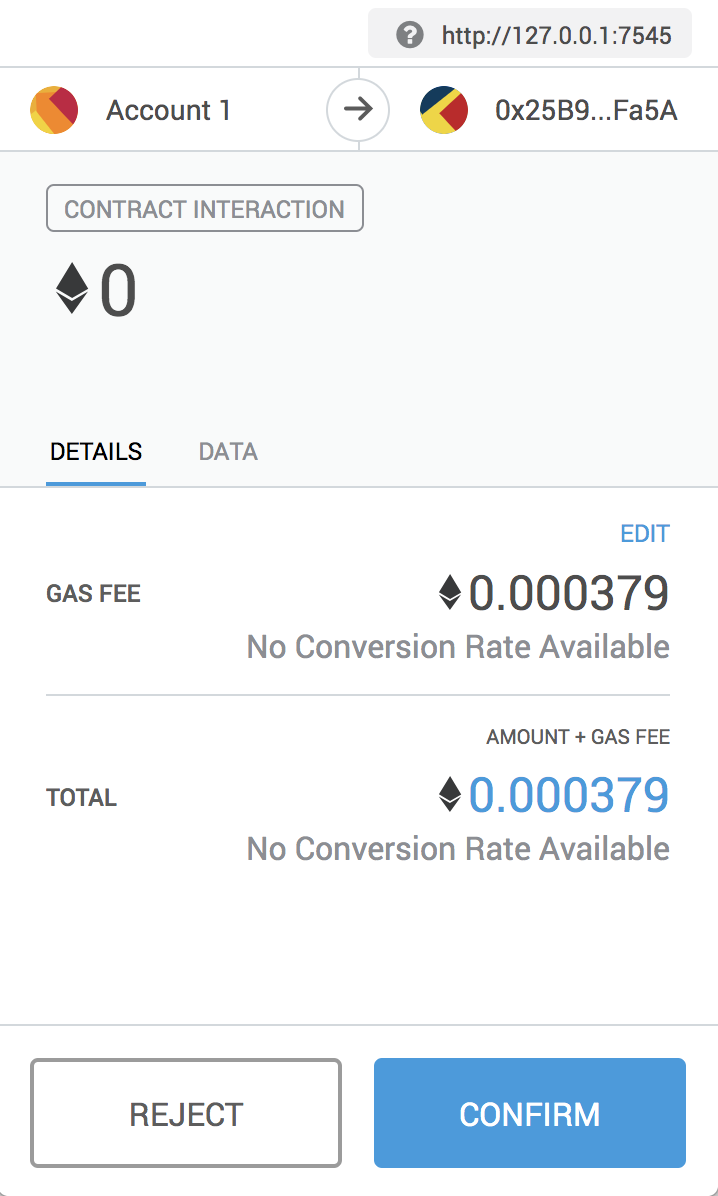 ? http://127.0.0.1:7545
Account 1 0x25B9...Fa5A
CONTRACT INTERACTION
0
DETAILS DATA
EDIT
GAS FEE 0.000379
No Conversion Rate Available
AMOUNT + GAS FEE
TOTAL 0.000379
No Conversion Rate Available
REJECT CONFIRM